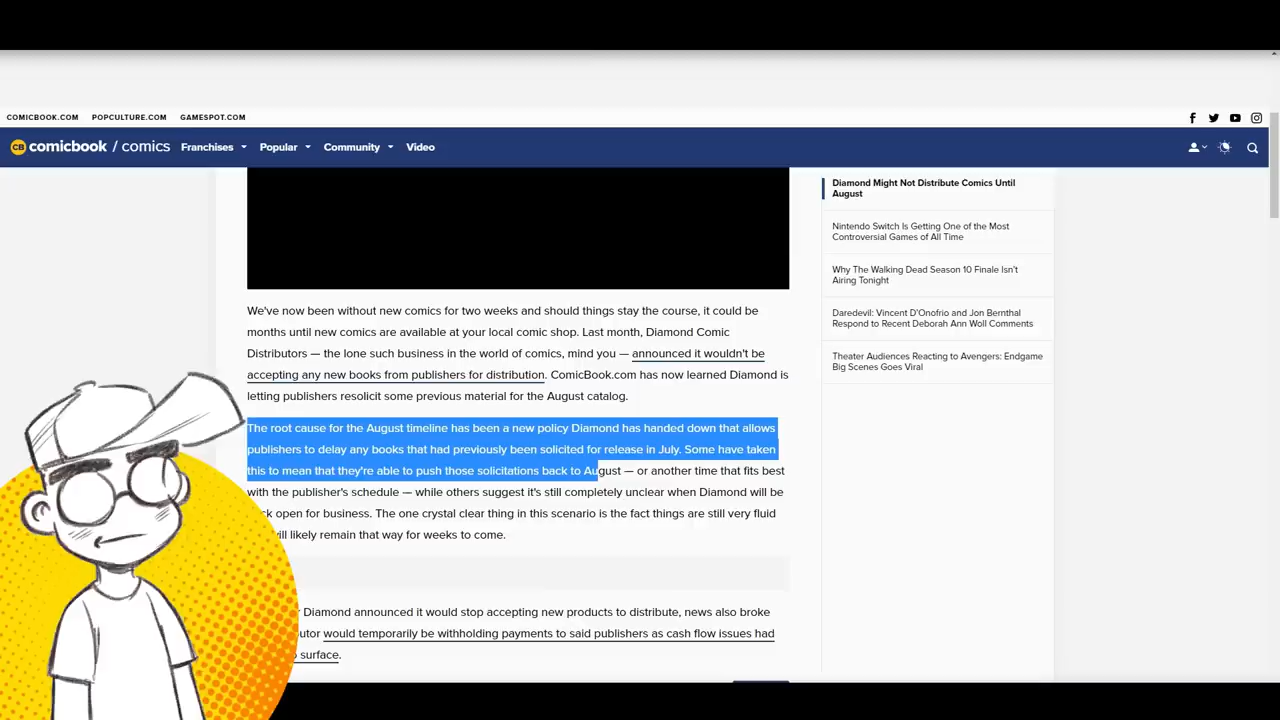 COMICBOOK.COM POPCULTURE.COM GAMESPOT.COM
CB comicbook / comics Franchises Popular Community Video
We've now been without new comics for two weeks and should things stay the course, it could be
months until new comics are available at your local comic shop. Last month, Diamond Comic
Distributors — the lone such business in the world of comics, mind you — announced it wouldn't be
accepting any new books from publishers for distribution. ComicBook.com has now learned Diamond is
letting publishers resolicit some previous material for the August catalog.
The root cause for the August timeline has been a new policy Diamond has handed down that allows
publishers to delay any books that had previously been solicited for release in July. Some have taken
this to mean that they're able to push those solicitations back to August — or another time that fits best
with the publisher's schedule — while others suggest it's still completely unclear when Diamond will be
open for business. The one crystal clear thing in this scenario is the fact things are still very fluid
likely remain that way for weeks to come.
Diamond announced it would stop accepting new products to distribute, news also broke
would temporarily be withholding payments to said publishers as cash flow issues had
surface.
Diamond Might Not Distribute Comics Until
August
Nintendo Switch Is Getting One of the Most
Controversial Games of All Time
Why The Walking Dead Season 10 Finale Isn't
Airing Tonight
Daredevil: Vincent D'Onofrio and Jon Bernthal
Respond to Recent Deborah Ann Woll Comments
Theater Audiences Reacting to Avengers: Endgame
Big Scenes Goes Viral